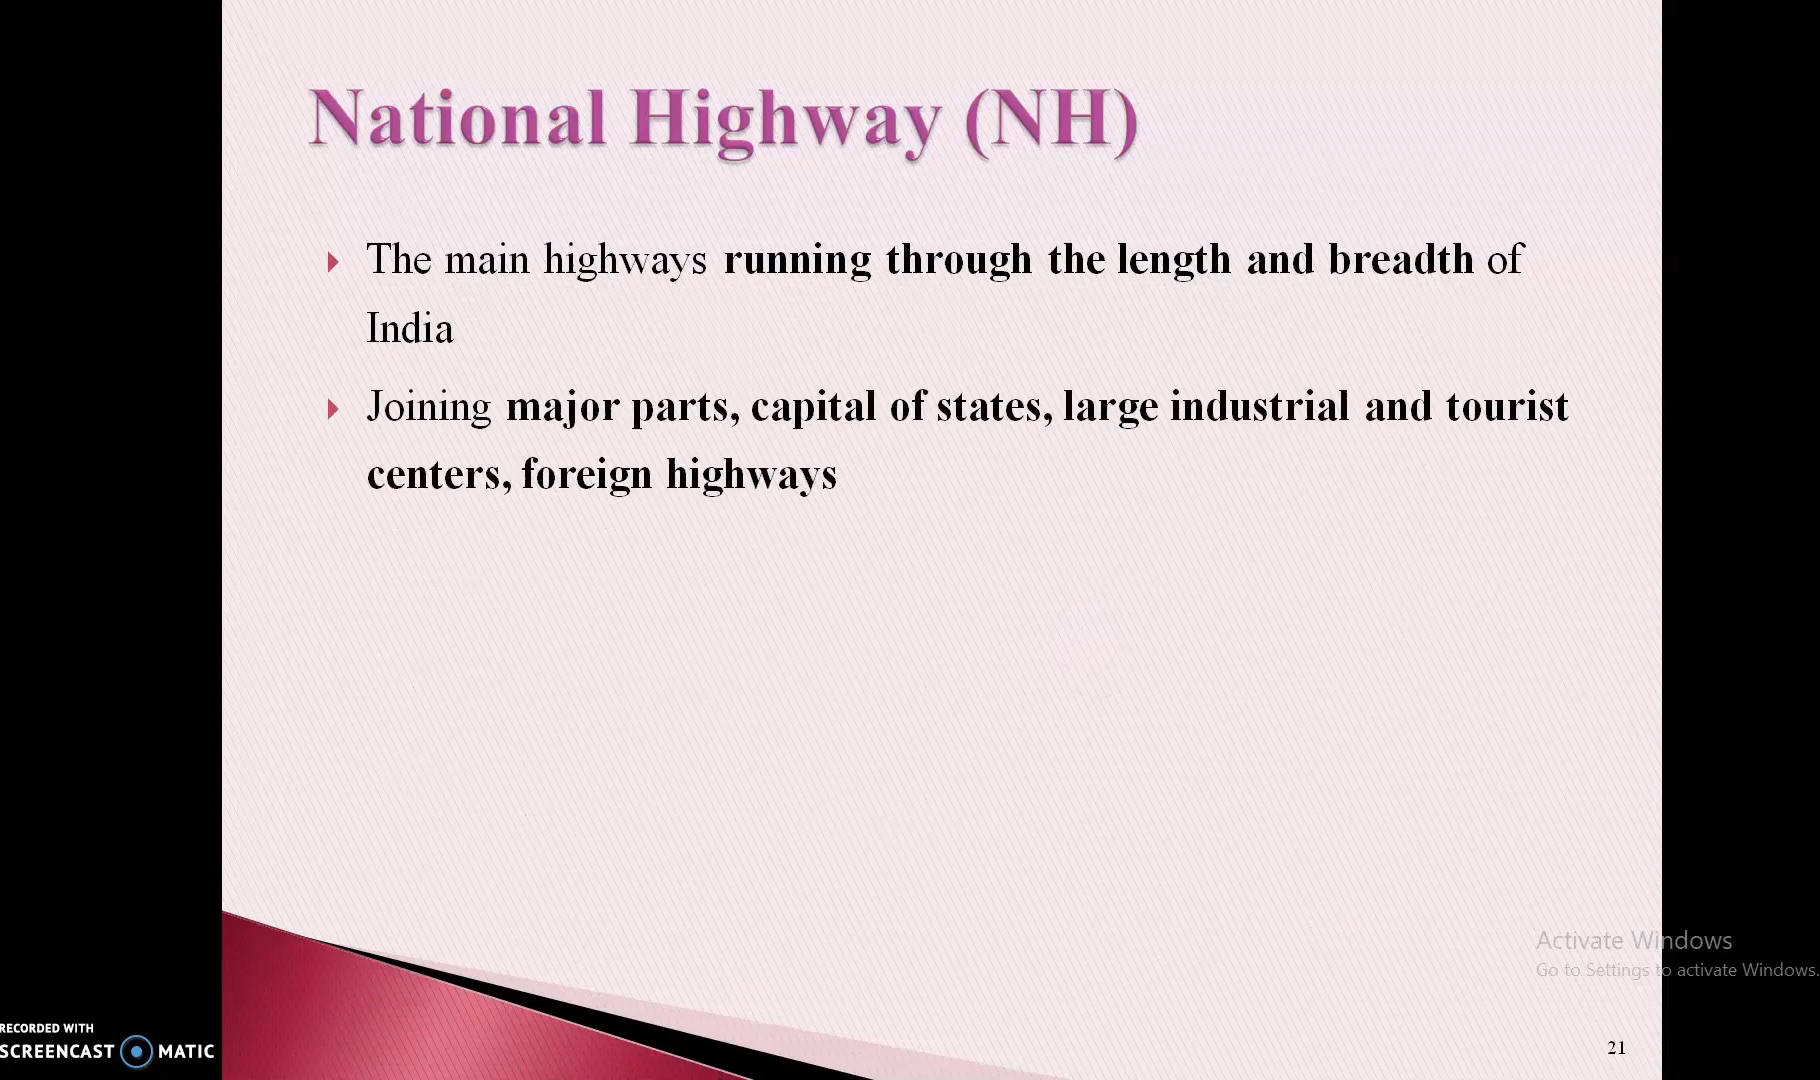 National Highway (NH)
The main highways running through the length and breadth of
India
Joining major parts, capital of states, large industrial and tourist
centers, foreign highways
Activate Windows
Go to Settings to activate Windows.
RECORDED WITH
SCREENCAST MATIC
21